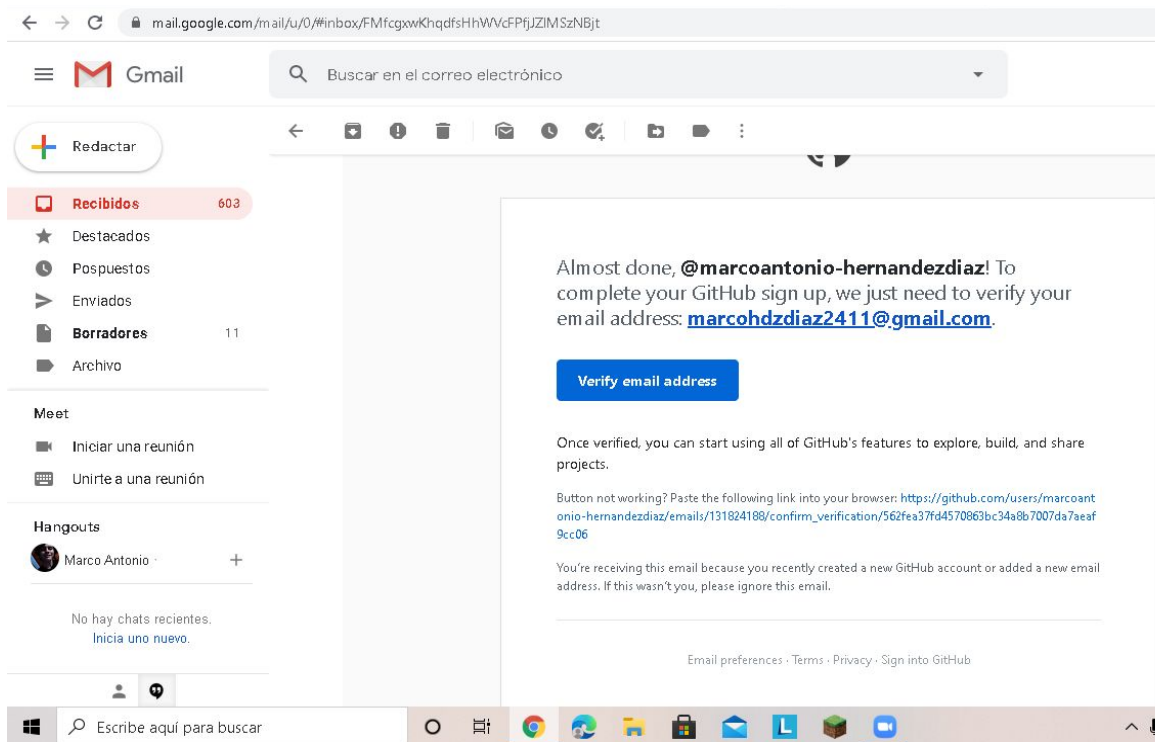 mail.google.com/mail/u/0/#inbox/FMfcgxwKhqdfsHhWVcFPfjJZlMSzNBjt
Gmail
Buscar en el correo electrónico
Redactar
Recibidos 603
Destacados
Pospuestos
Enviados
Borradores 11
Archivo
Meet
Iniciar una reunión
Unirte a una reunión
Hangouts
Marco Antonio
No hay chats recientes.
Inicia uno nuevo.
Almost done, @marcoantonio-hernandezdiaz! To
complete your GitHub sign up, we just need to verify your
email address: marcohdzdiaz2411@gmail.com.
Verify email address
Once verified, you can start using all of GitHub's features to explore, build, and share
projects.
Button not working? Paste the following link into your browser: https://github.com/users/marcoant
onio-hernandezdiaz/emails/131824188/confirm_verification/562fea37fd4570863bc34a8b7007da7aeaf
9cc06
You're receiving this email because you recently created a new GitHub account or added a new email
address. If this wasn't you, please ignore this email.
Email preferences · Terms · Privacy · Sign into GitHub
Escribe aquí para buscar
L